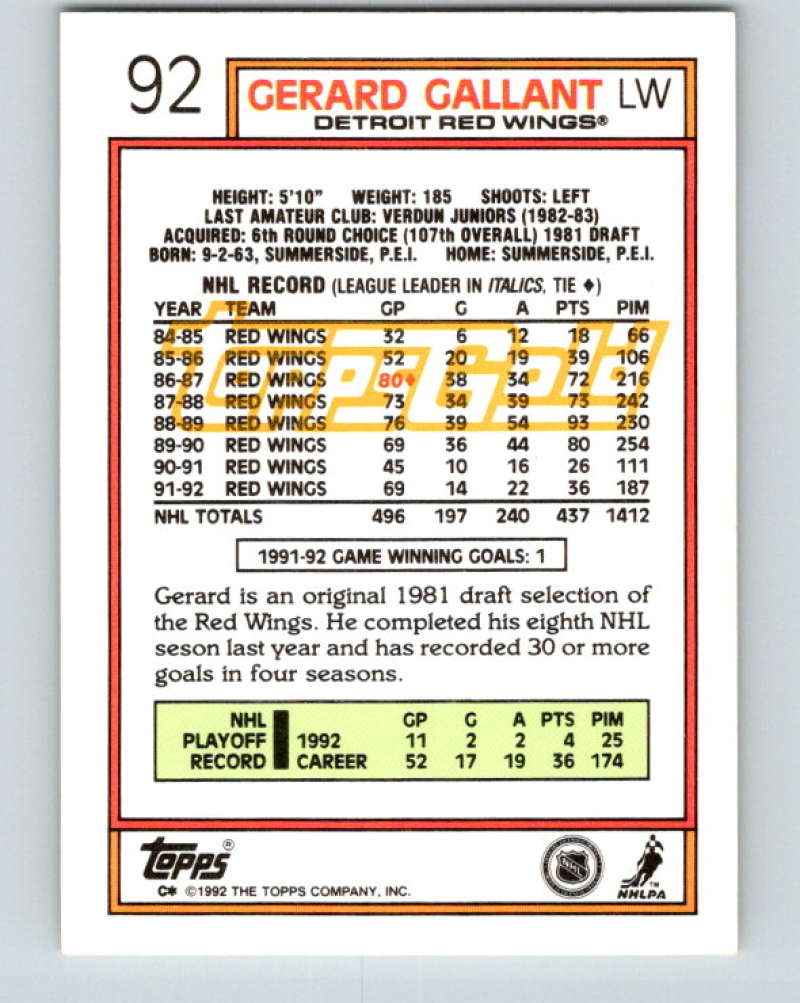 92
GERARD GALLANT LW
DETROIT RED WINGS®
HEIGHT: 5'10" WEIGHT: 185 SHOOTS: LEFT
LAST AMATEUR CLUB: VERDUN JUNIORS (1982-83)
ACQUIRED: 6th ROUND CHOICE (107th OVERALL) 1981 DRAFT
BORN: 9-2-63, SUMMERSIDE, P.E.I. HOME: SUMMERSIDE, P.E.I.
NHL RECORD (LEAGUE LEADER IN ITALICS, TIE ♦)
YEAR TEAM GP G A PTS PIM
84-85 RED WINGS 32 6 12 18 66
85-86 RED WINGS 52 20 19 39 106
86-87 RED WINGS 80♦ 38 34 72 216
87-88 RED WINGS 73 34 39 73 242
88-89 RED WINGS 76 39 54 93 230
89-90 RED WINGS 69 36 44 80 254
90-91 RED WINGS 45 10 16 26 111
91-92 RED WINGS 69 14 22 36 187
NHL TOTALS 496 197 240 437 1412
ToppsGold
1991-92 GAME WINNING GOALS: 1
Gerard is an original 1981 draft selection of
the Red Wings. He completed his eighth NHL
seson last year and has recorded 30 or more
goals in four seasons.
NHL GP G A PTS PIM
PLAYOFF 1992 11 2 2 4 25
RECORD CAREER 52 17 19 36 174
TOPPS®
C* ©1992 THE TOPPS COMPANY, INC.
NHL
™
NHLPA